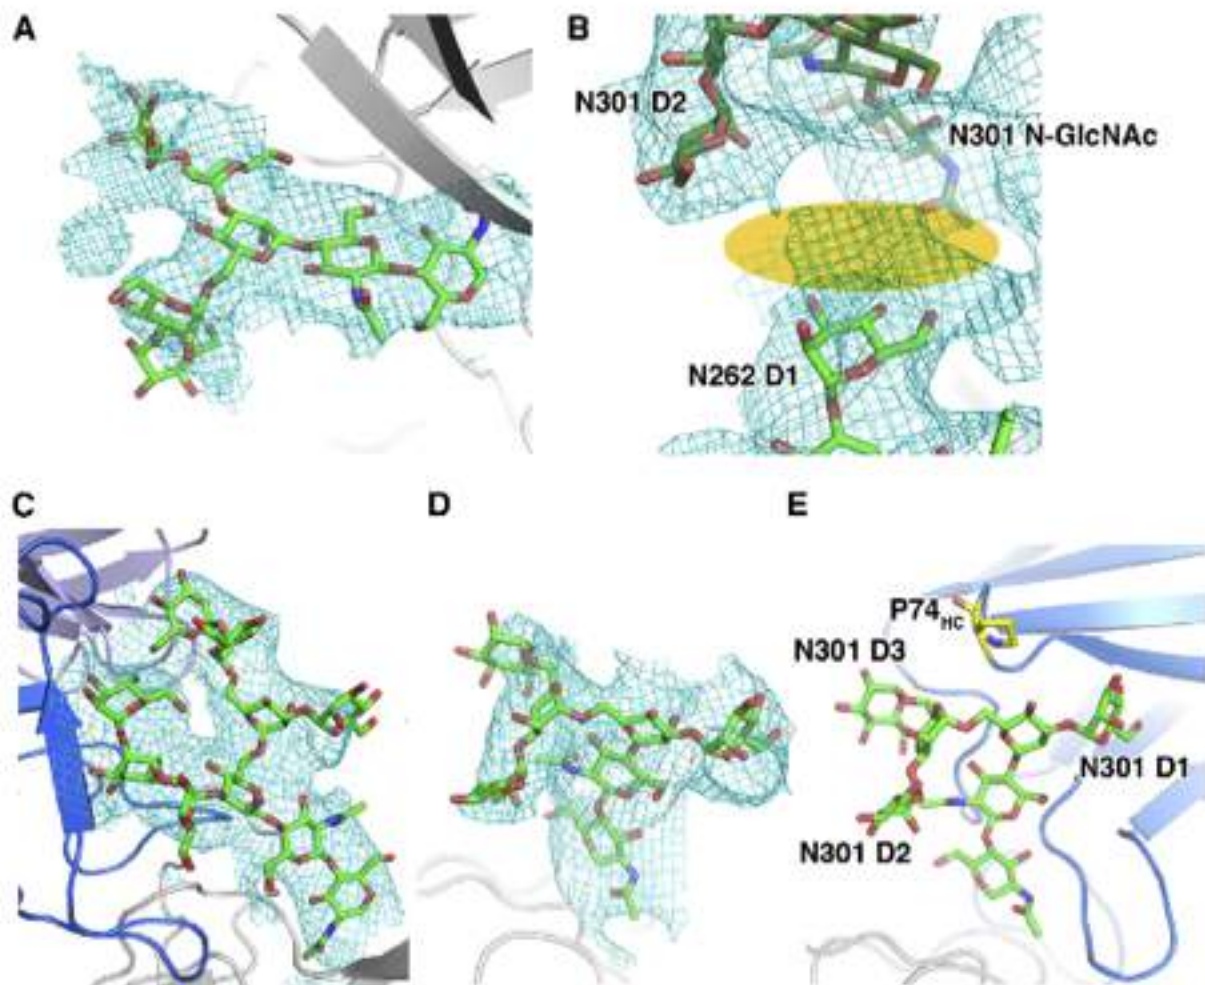 A
B
N301 D2
N301 N-GlcNAc
N262 D1
C
D
E
P74HC
N301 D3
N301 D1
N301 D2